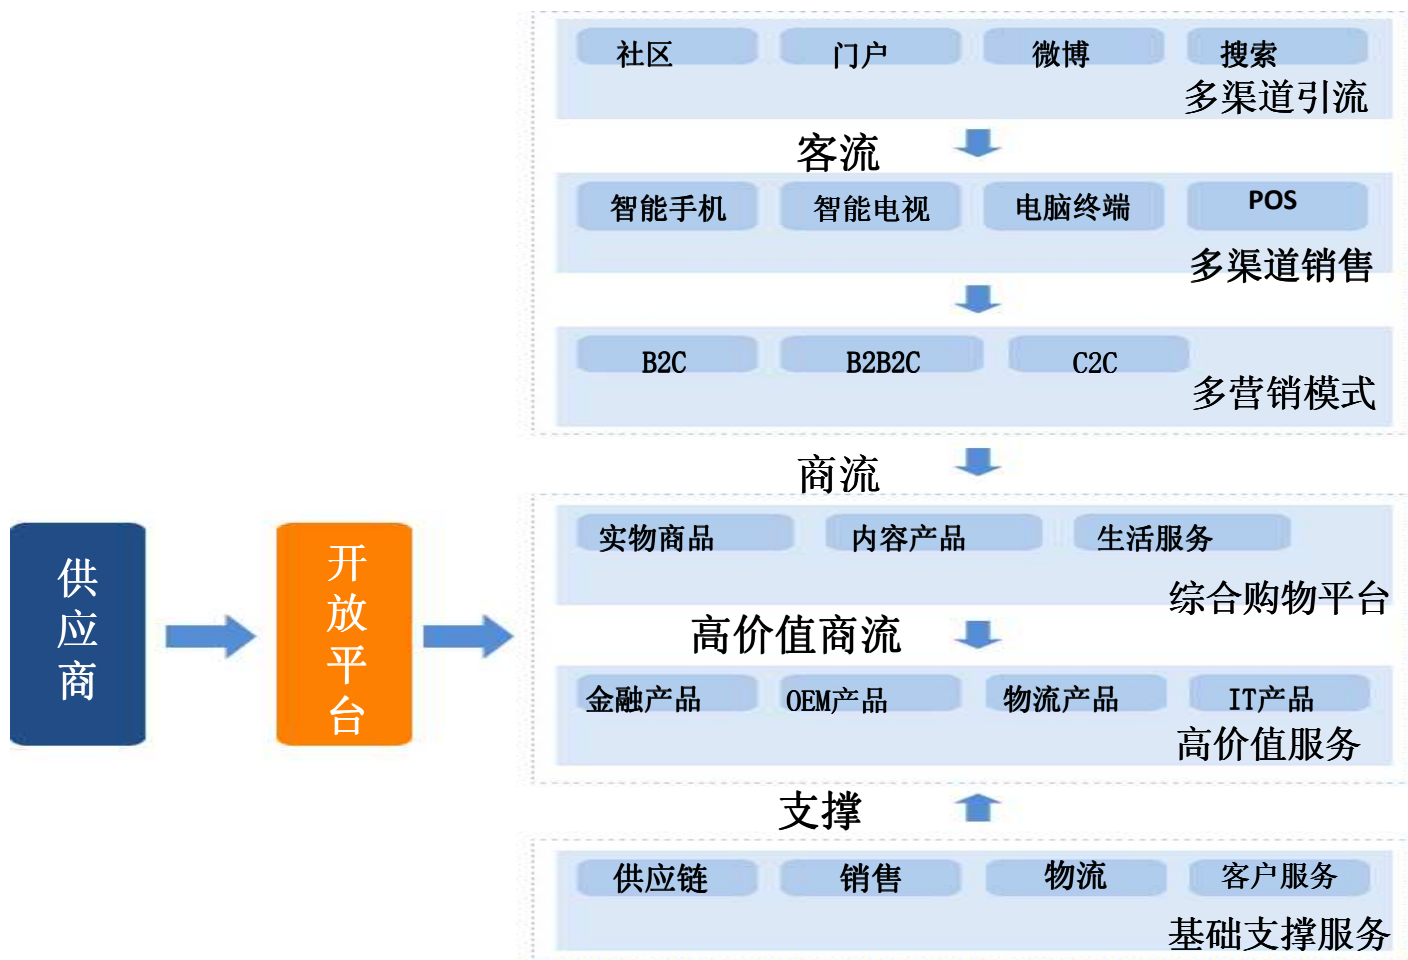 社区 门户 微博 搜索
多渠道引流
客流
智能手机 智能电视 电脑终端 POS
多渠道销售
B2C B2B2C C2C
多营销模式
商流
实物商品 内容产品 生活服务
综合购物平台
供应商
开放平台
高价值商流
金融产品 OEM产品 物流产品 IT产品
高价值服务
支撑
供应链 销售 物流 客户服务
基础支撑服务